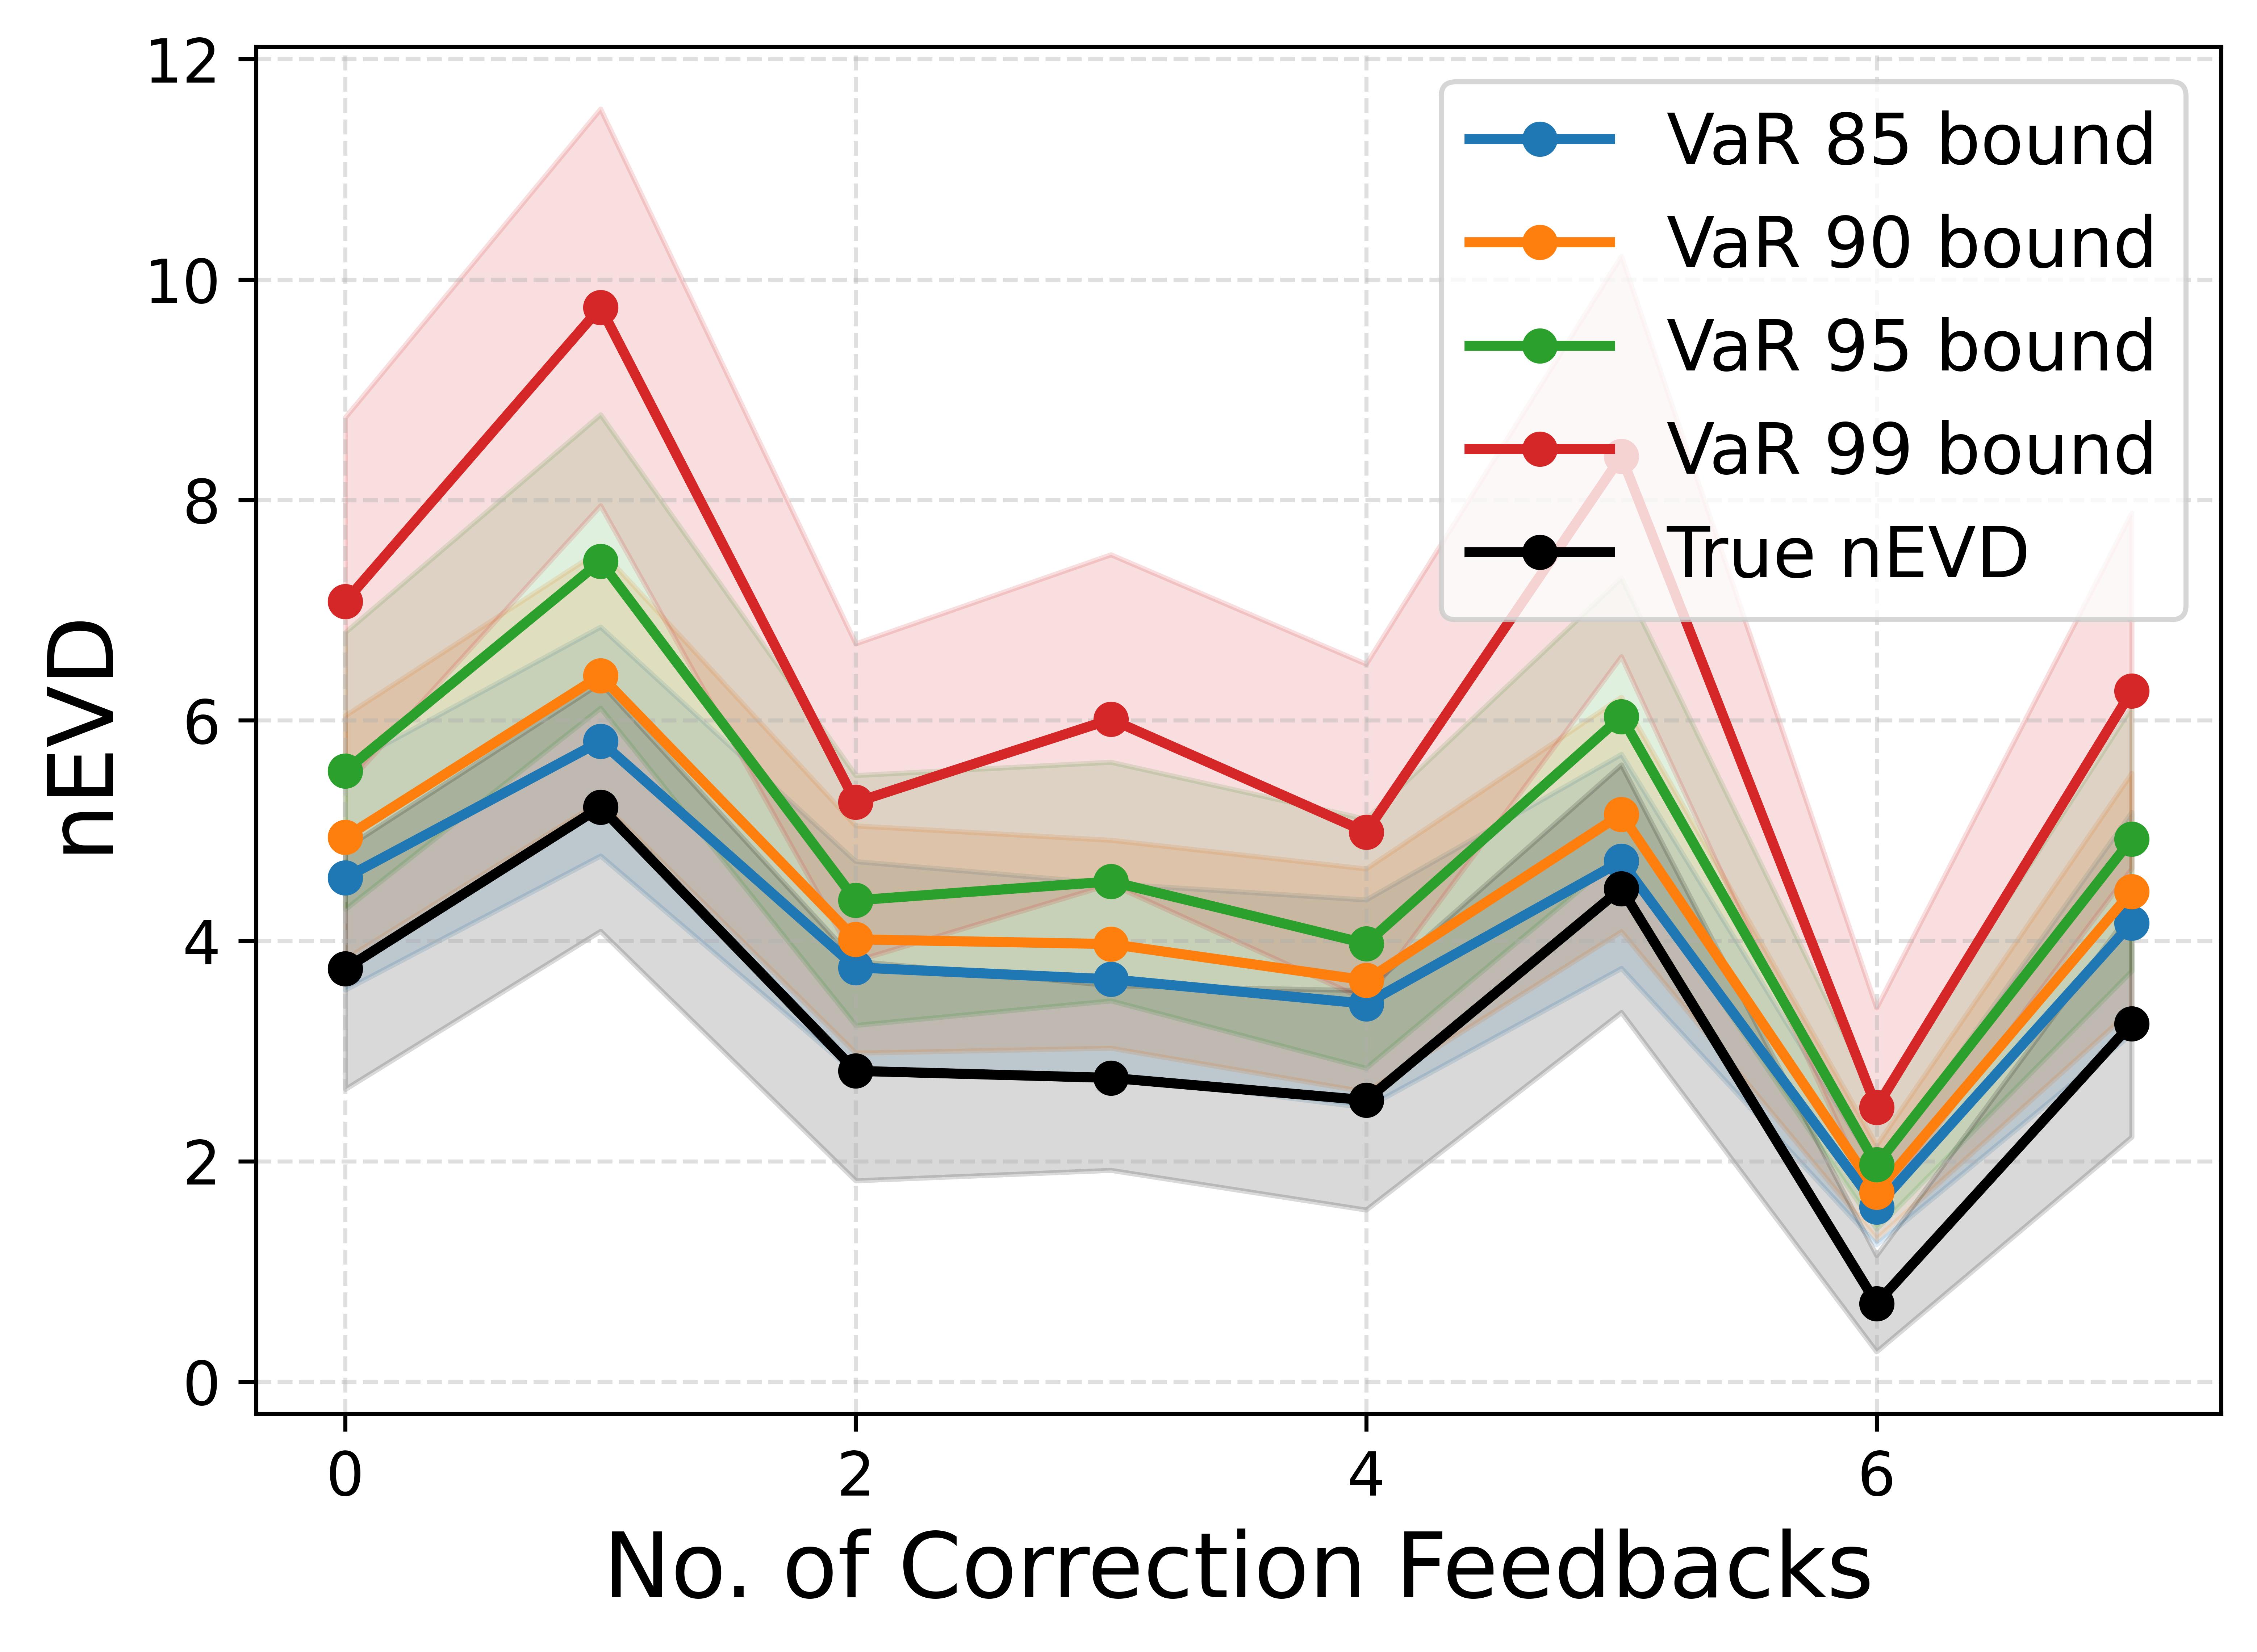 12
10
8
6
4
2
0
nEVD
VaR 85 bound
VaR 90 bound
VaR 95 bound
VaR 99 bound
True nEVD
0 2 4 6
No. of Correction Feedbacks